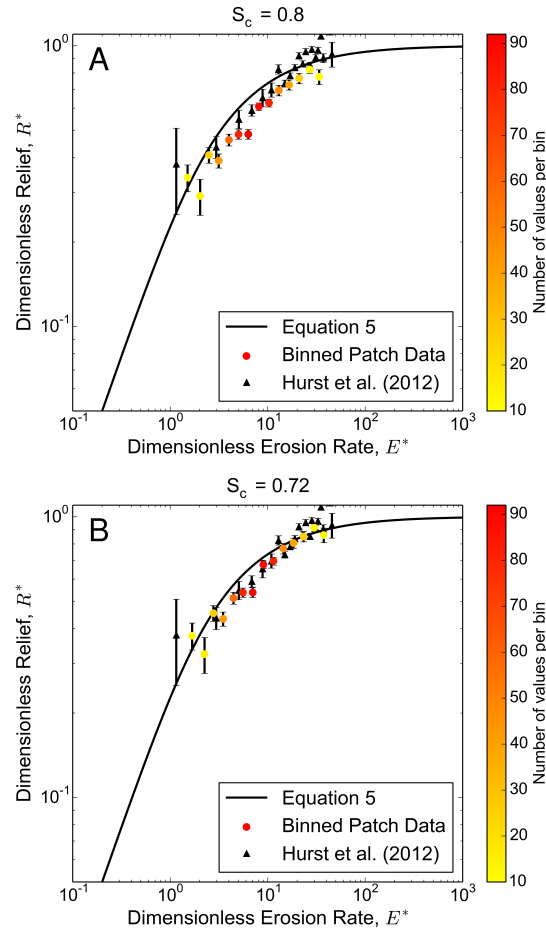 S_c = 0.8
A
10^0
10^-1
Dimensionless Relief, R*
Equation 5
Binned Patch Data
Hurst et al. (2012)
10^-1 10^0 10^1 10^2 10^3
Dimensionless Erosion Rate, E*
90
80
70
60
50
40
30
20
10
Number of values per bin
S_c = 0.72
B
10^0
10^-1
Dimensionless Relief, R*
Equation 5
Binned Patch Data
Hurst et al. (2012)
10^-1 10^0 10^1 10^2 10^3
Dimensionless Erosion Rate, E*
90
80
70
60
50
40
30
20
10
Number of values per bin